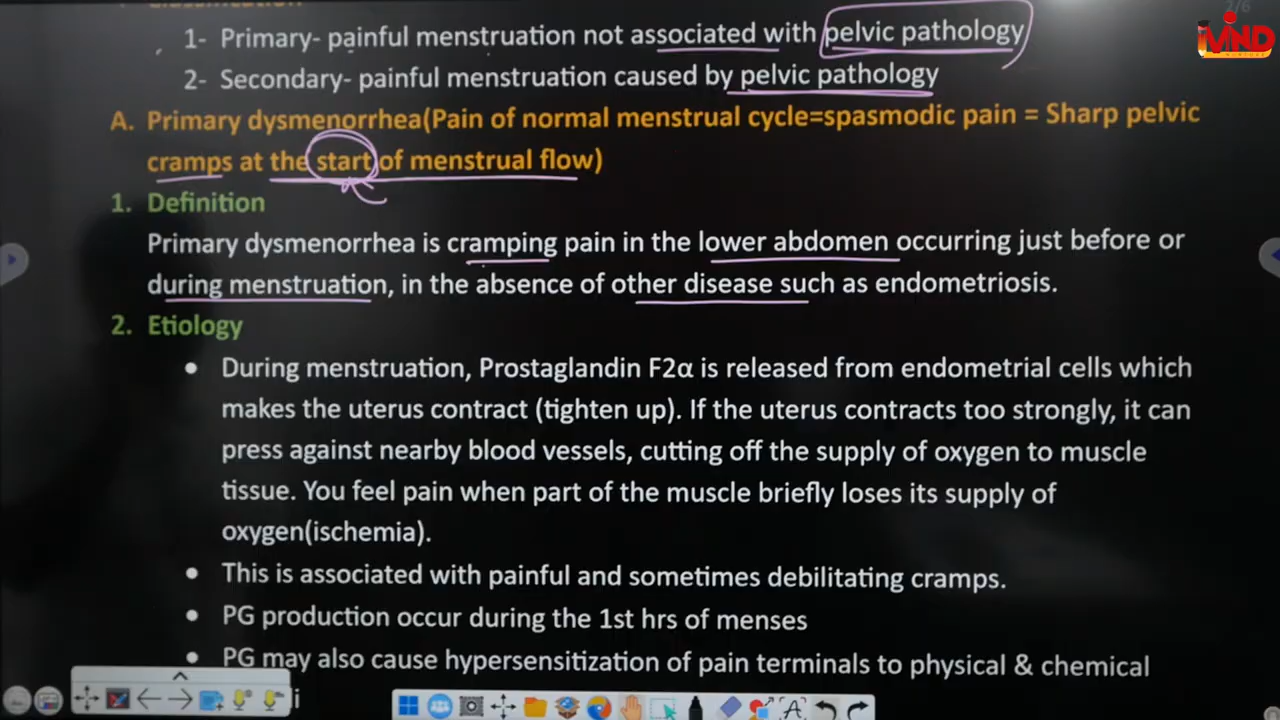 2/6
1- Primary- painful menstruation not associated with pelvic pathology
2- Secondary- painful menstruation caused by pelvic pathology
A. Primary dysmenorrhea(Pain of normal menstrual cycle=spasmodic pain = Sharp pelvic
cramps at the start of menstrual flow)
1. Definition
Primary dysmenorrhea is cramping pain in the lower abdomen occurring just before or
during menstruation, in the absence of other disease such as endometriosis.
2. Etiology
• During menstruation, Prostaglandin F2α is released from endometrial cells which
makes the uterus contract (tighten up). If the uterus contracts too strongly, it can
press against nearby blood vessels, cutting off the supply of oxygen to muscle
tissue. You feel pain when part of the muscle briefly loses its supply of
oxygen(ischemia).
• This is associated with painful and sometimes debilitating cramps.
• PG production occur during the 1st hrs of menses
• PG may also cause hypersensitization of pain terminals to physical & chemical